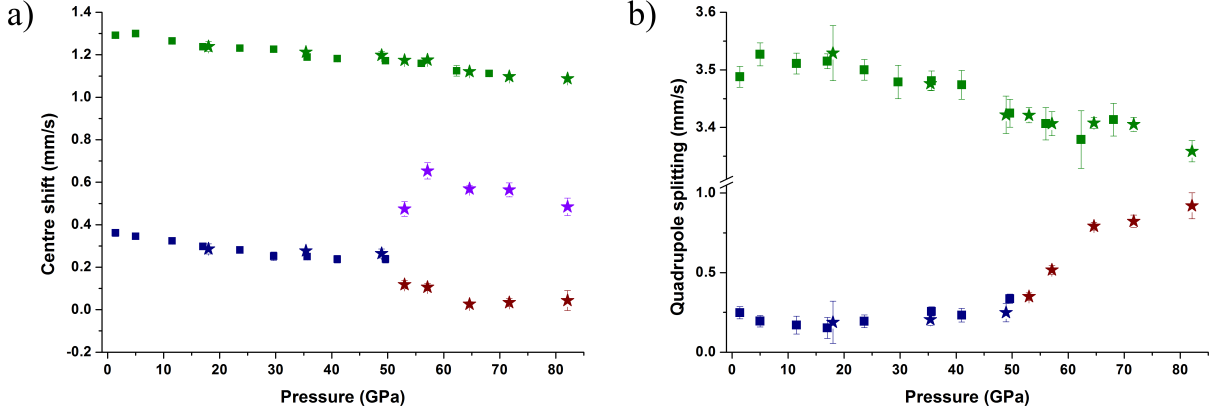 a)
1.4
1.2
1.0
0.8
0.6
0.4
0.2
0.0
-0.2
Centre shift (mm/s)
0 10 20 30 40 50 60 70 80
Pressure (GPa)
b)
3.6
3.5
3.4
1.0
0.5
0.0
Quadrupole splitting (mm/s)
0 10 20 30 40 50 60 70 80
Pressure (GPa)